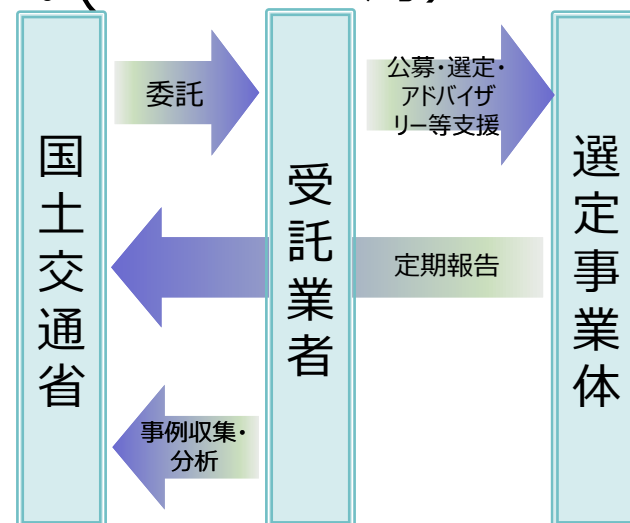 国土交通省
委託
受託業者
公募・選定・
アドバイザ
リー等支援
選定事業体
定期報告
事例収集・
分析